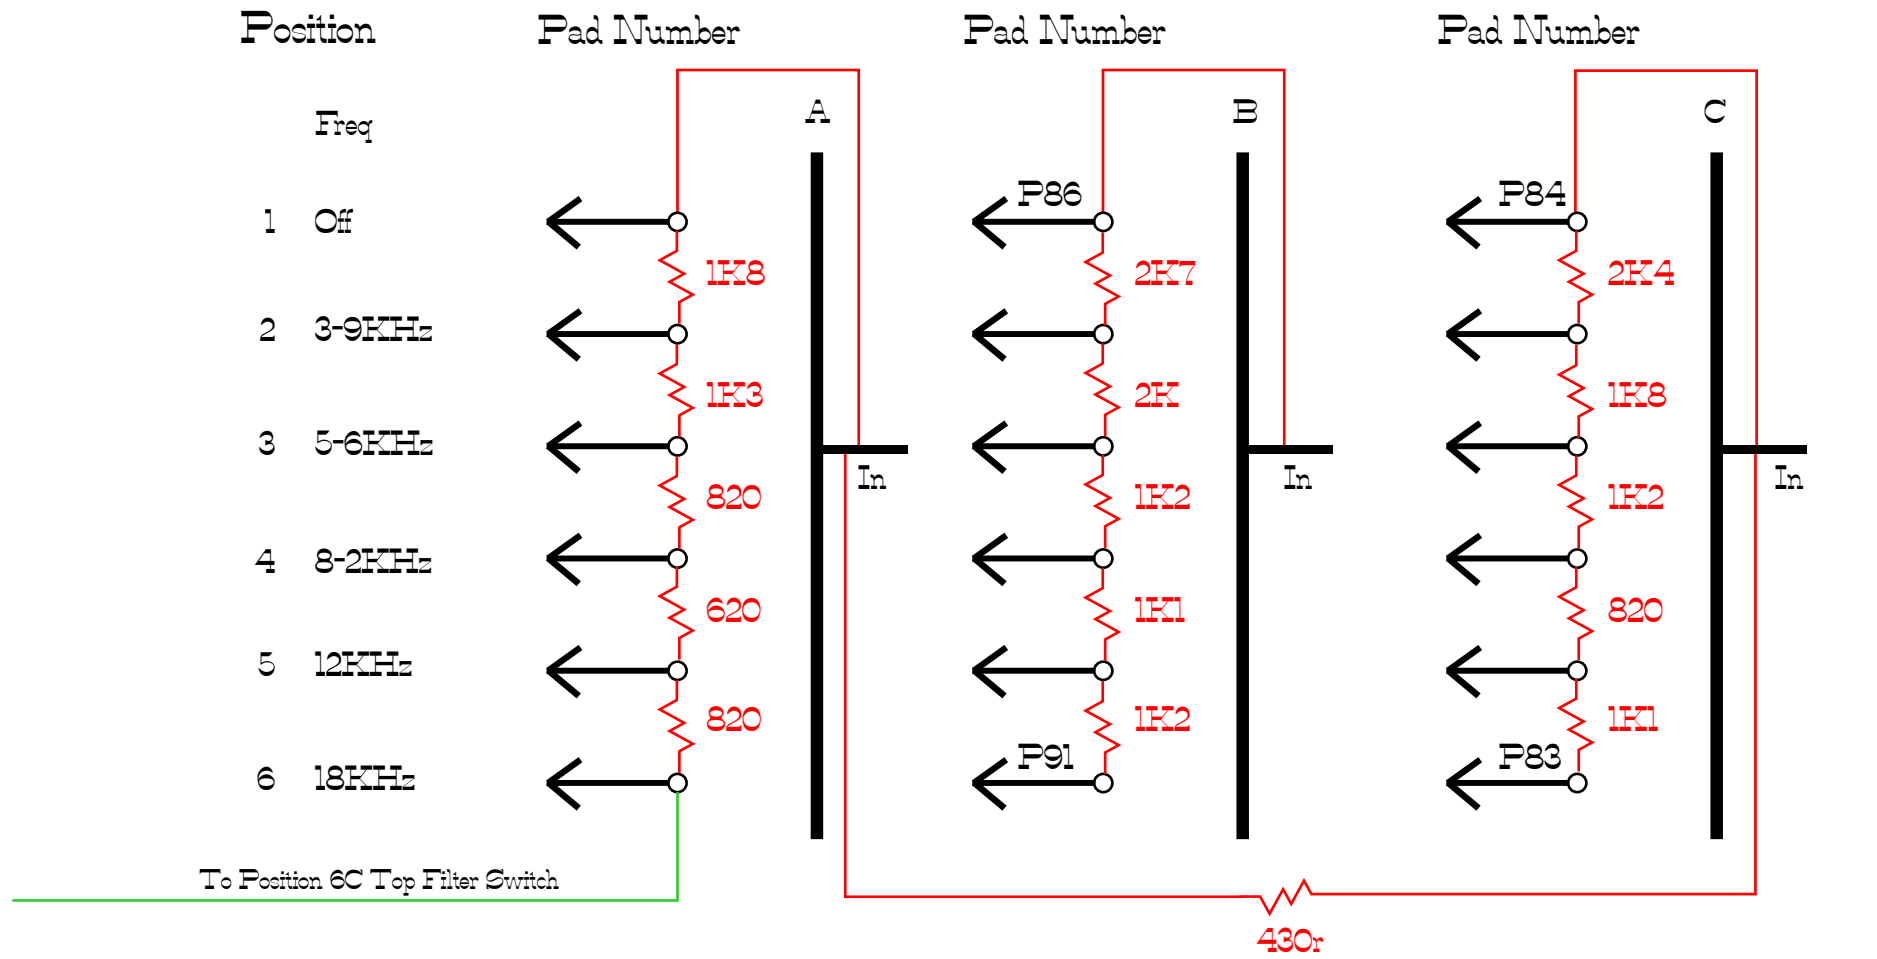 Position Pad Number Pad Number Pad Number
A B C
Freq
P86 P84
1 Off
1K8 2K7 2K4
2 3-9KHz
1K3 2K 1K8
3 5-6KHz
In In In
820 1K2 1K2
4 8-2KHz
620 1K1 820
5 12KHz
820 1K2 1K1
P91 P83
6 18KHz
To Position 6C Top Filter Switch
430r